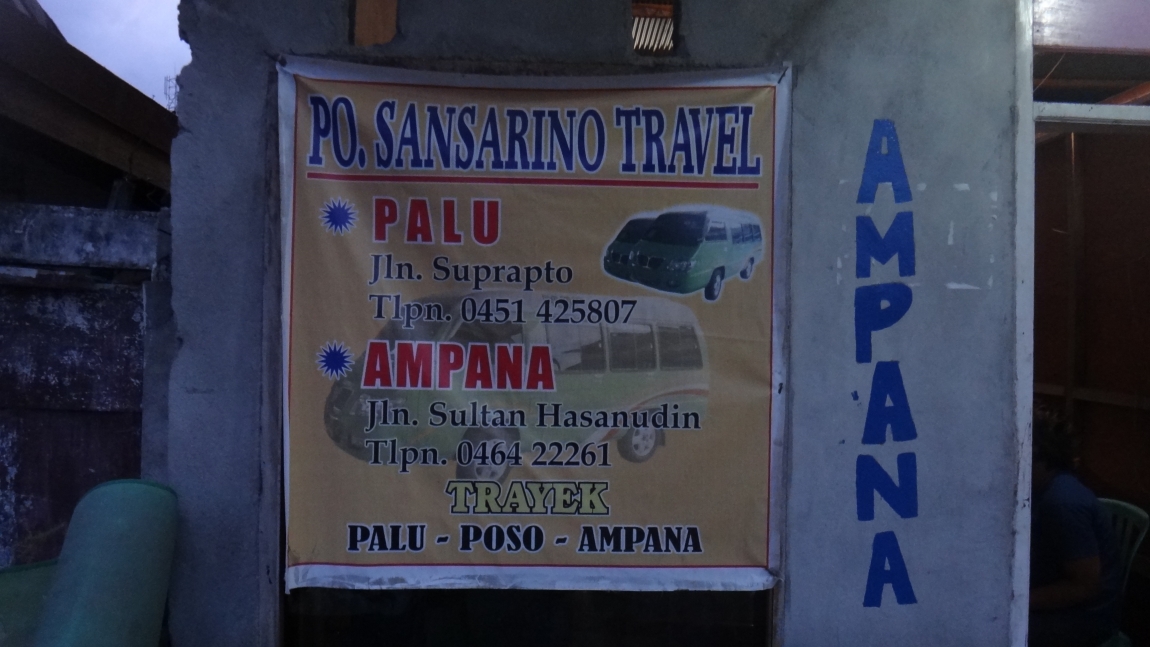 PO. SANSARINO TRAVEL
PALU
Jln. Suprapto
Tlpn. 0451 425807
AMPANA
Jln. Sultan Hasanudin
Tlpn. 0464 22261
TRAYEK
PALU - POSO - AMPANA
AMPANA